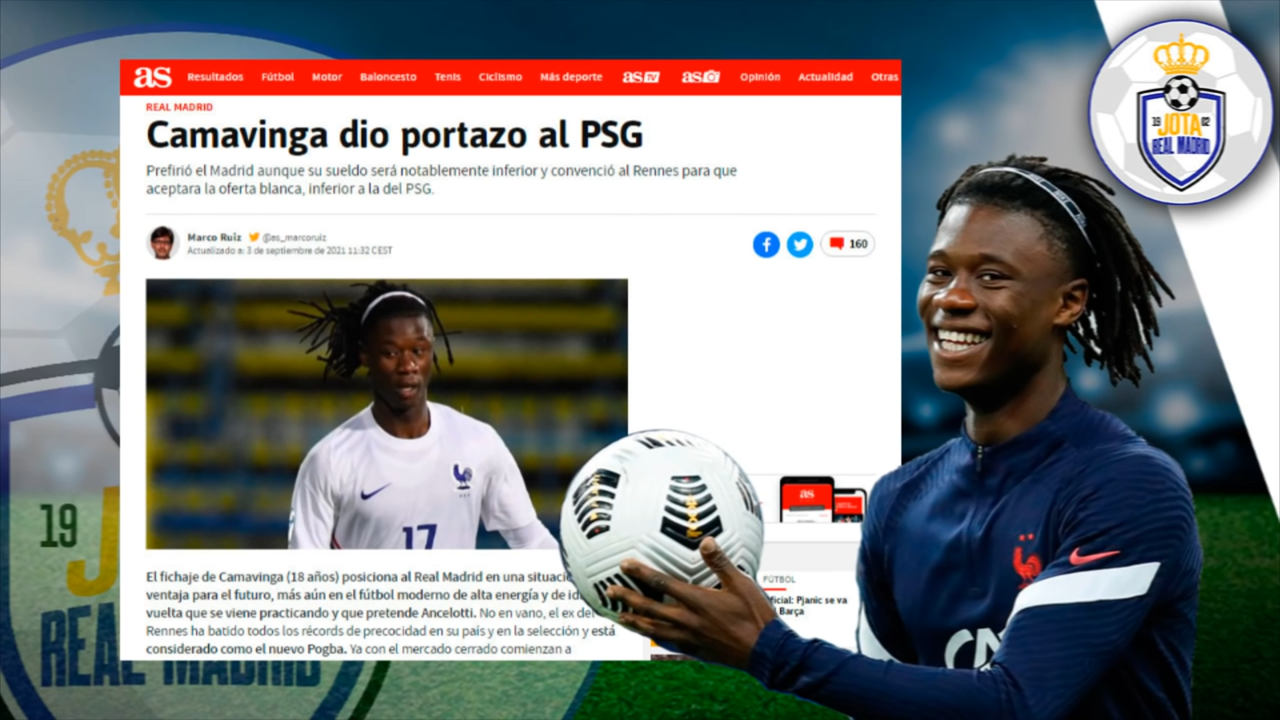 as Resultados Fútbol Motor Baloncesto Tenis Ciclismo Más deporte as TV as Opinión Actualidad Otras
REAL MADRID
Camavinga dio portazo al PSG
Prefirió el Madrid aunque su sueldo será notablemente inferior y convenció al Rennes para que
aceptara la oferta blanca, inferior a la del PSG.
Marco Ruiz @as_marcoruiz
Actualizado a: 3 de septiembre de 2021 11:32 CEST
160
17
El fichaje de Camavinga (18 años) posiciona al Real Madrid en una
ventaja para el futuro, más aún en el fútbol moderno de alta energía y de
vuelta que se viene practicando y que pretende Ancelotti. No en vano, el ex del
Rennes ha batido todos los récords de precocidad en su país y en la selección y está
considerado como el nuevo Pogba. Ya con el mercado cerrado comienzan a
as
FÚTBOL
Pjanic se va
Barça
19 02
JOTA
REAL MADRID
19
REAL MADRID